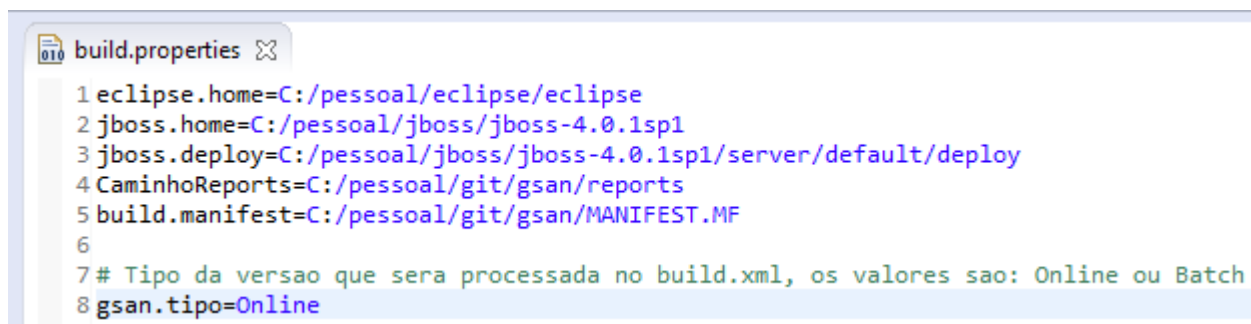 010 build.properties
1 eclipse.home=C:/pessoal/eclipse/eclipse
2 jboss.home=C:/pessoal/jboss/jboss-4.0.1sp1
3 jboss.deploy=C:/pessoal/jboss/jboss-4.0.1sp1/server/default/deploy
4 CaminhoReports=C:/pessoal/git/gsan/reports
5 build.manifest=C:/pessoal/git/gsan/MANIFEST.MF
6
7 # Tipo da versao que sera processada no build.xml, os valores sao: Online ou Batch
8 gsan.tipo=Online